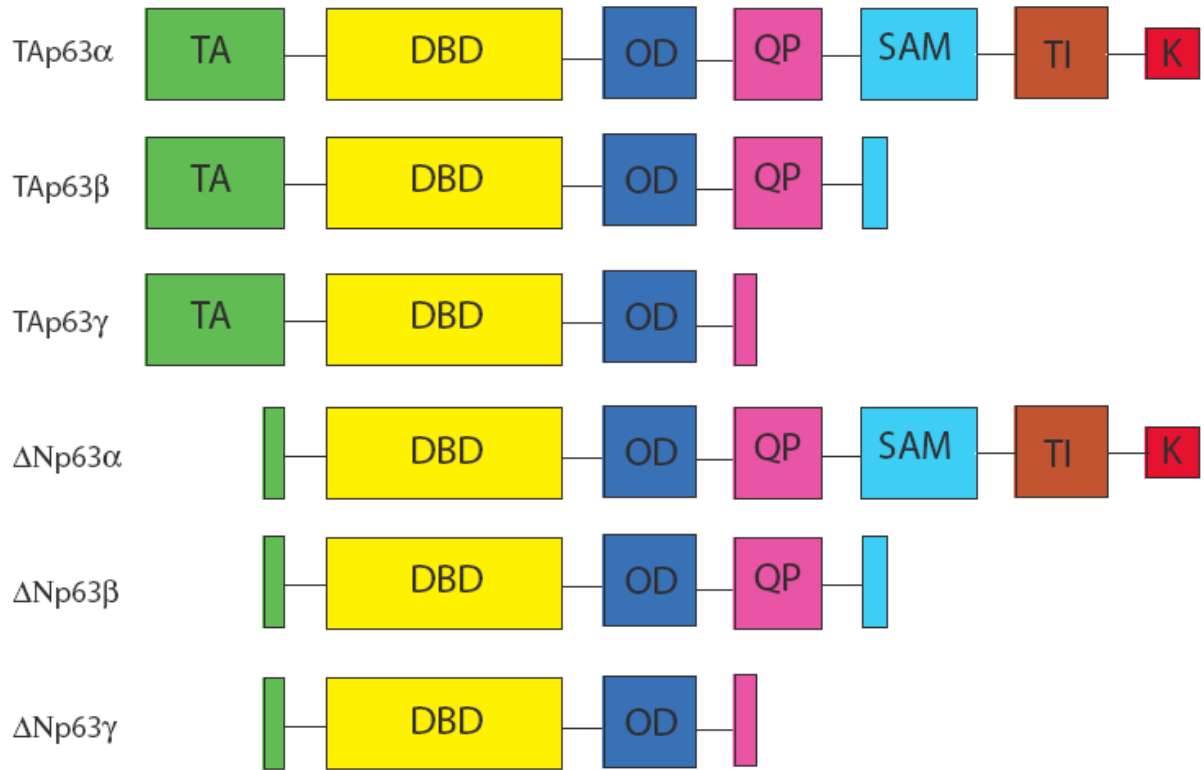 TAp63α TA DBD OD QP SAM TI K
TAp63β TA DBD OD QP
TAp63γ TA DBD OD
ΔNp63α DBD OD QP SAM TI K
ΔNp63β DBD OD QP
ΔNp63γ DBD OD